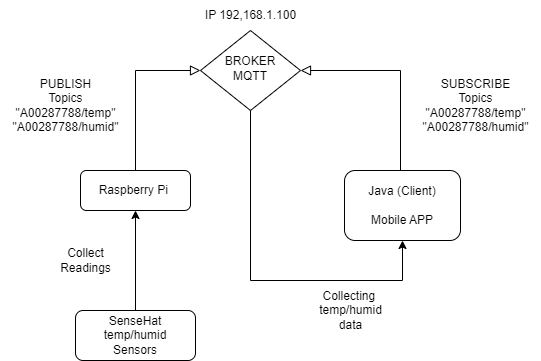 IP 192,168.1.100
BROKER
MQTT
PUBLISH
Topics
"A00287788/temp"
"A00287788/humid"
SUBSCRIBE
Topics
"A00287788/temp"
"A00287788/humid"
Raspberry Pi
Java (Client)
Mobile APP
Collect
Readings
Collecting
temp/humid
data
SenseHat
temp/humid
Sensors